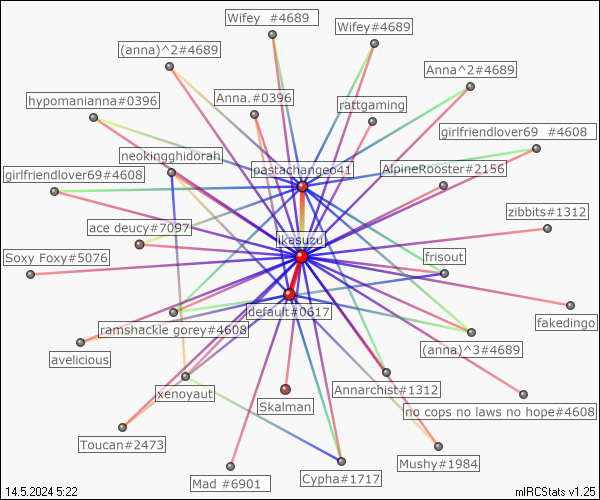 Wifey  #4689
Wifey#4689
(anna)^2#4689
Anna^2#4689
hypomanianna#0396
Anna.#0396
rattgaming
girlfriendlover69  #4608
neokingghidorah
pastachangeo41
AlpineRooster#2156
girlfriendlover69#4608
zibbits#1312
ace deucy#7097
ikasuzu
Soxy Foxy#5076
frisout
default#0617
fakedingo
ramshackle gorey#4608
(anna)^3#4689
avelicious
xenoyaut
Annarchist#1312
Skalman
no cops no laws no hope#4608
Toucan#2473
Mushy#1984
Mad #6901
Cypha#1717
14.5.2024 5:22
mIRCStats v1.25